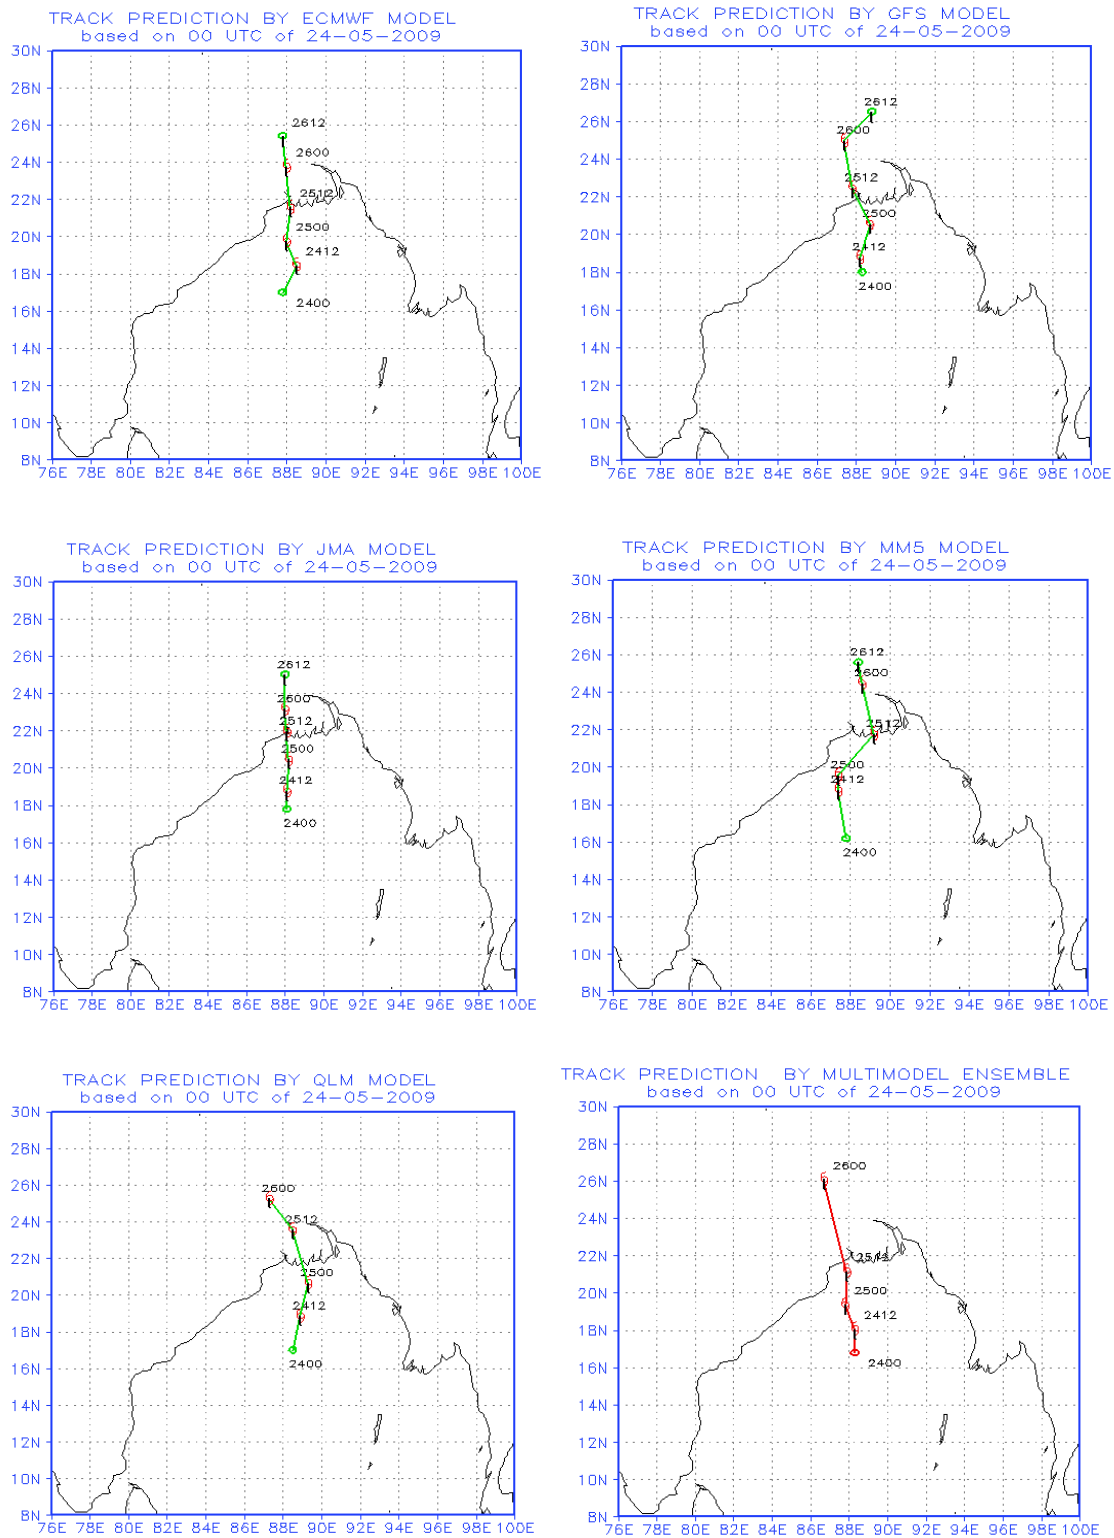 TRACK PREDICTION BY ECMWF MODEL
based on 00 UTC of 24-05-2009
30N
28N
26N
24N
22N
20N
18N
16N
14N
12N
10N
8N
2612
2600
2512
2500
2412
2400
76E 78E 80E 82E 84E 86E 88E 90E 92E 94E 96E 98E 100E
TRACK PREDICTION BY GFS MODEL
based on 00 UTC of 24-05-2009
30N
28N
26N
24N
22N
20N
18N
16N
14N
12N
10N
8N
2612
2600
2512
2500
2412
2400
76E 78E 80E 82E 84E 86E 88E 90E 92E 94E 96E 98E 100E
TRACK PREDICTION BY JMA MODEL
based on 00 UTC of 24-05-2009
30N
28N
26N
24N
22N
20N
18N
16N
14N
12N
10N
8N
2612
2600
2512
2500
2412
2400
76E 78E 80E 82E 84E 86E 88E 90E 92E 94E 96E 98E 100E
TRACK PREDICTION BY MM5 MODEL
based on 00 UTC of 24-05-2009
30N
28N
26N
24N
22N
20N
18N
16N
14N
12N
10N
8N
2612
2600
2512
2500
2412
2400
76E 78E 80E 82E 84E 86E 88E 90E 92E 94E 96E 98E 100E
TRACK PREDICTION BY QLM MODEL
based on 00 UTC of 24-05-2009
30N
28N
26N
24N
22N
20N
18N
16N
14N
12N
10N
8N
2600
2512
2500
2412
2400
76E 78E 80E 82E 84E 86E 88E 90E 92E 94E 96E 98E 100E
TRACK PREDICTION BY MULTIMODEL ENSEMBLE
based on 00 UTC of 24-05-2009
30N
28N
26N
24N
22N
20N
18N
16N
14N
12N
10N
8N
2600
2512
2500
2412
2400
76E 78E 80E 82E 84E 86E 88E 90E 92E 94E 96E 98E 100E